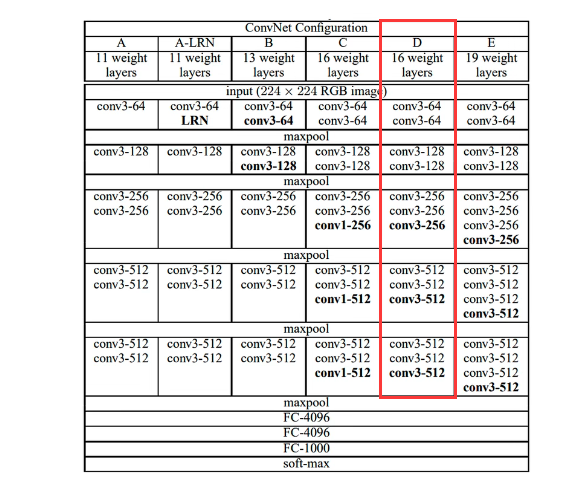 ConvNet Configuration
A A-LRN B C D E
11 weight 11 weight 13 weight 16 weight 16 weight 19 weight
layers layers layers layers layers layers
input (224 × 224 RGB image)
conv3-64 conv3-64 conv3-64 conv3-64 conv3-64 conv3-64
LRN conv3-64 conv3-64 conv3-64 conv3-64
maxpool
conv3-128 conv3-128 conv3-128 conv3-128 conv3-128 conv3-128
conv3-128 conv3-128 conv3-128 conv3-128
maxpool
conv3-256 conv3-256 conv3-256 conv3-256 conv3-256 conv3-256
conv3-256 conv3-256 conv3-256 conv3-256 conv3-256 conv3-256
conv1-256 conv3-256 conv3-256
conv3-256
maxpool
conv3-512 conv3-512 conv3-512 conv3-512 conv3-512 conv3-512
conv3-512 conv3-512 conv3-512 conv3-512 conv3-512 conv3-512
conv1-512 conv3-512 conv3-512
conv3-512
maxpool
conv3-512 conv3-512 conv3-512 conv3-512 conv3-512 conv3-512
conv3-512 conv3-512 conv3-512 conv3-512 conv3-512 conv3-512
conv1-512 conv3-512 conv3-512
conv3-512
maxpool
FC-4096
FC-4096
FC-1000
soft-max